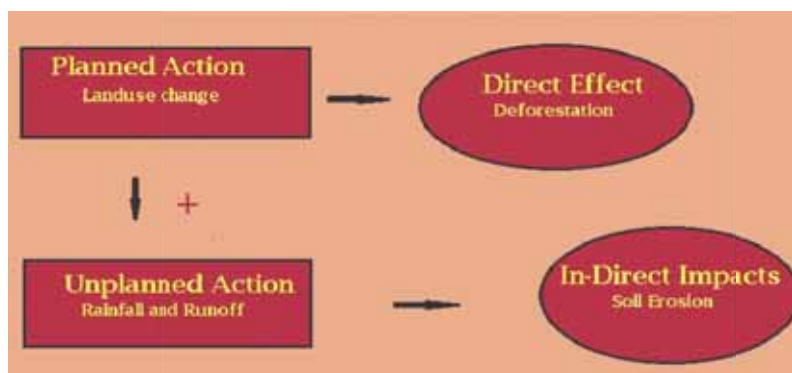 Planned Action
Landuse change
Direct Effect
Deforestation
+
Unplanned Action
Rainfall and Runoff
In-Direct Impacts
Soil Erosion